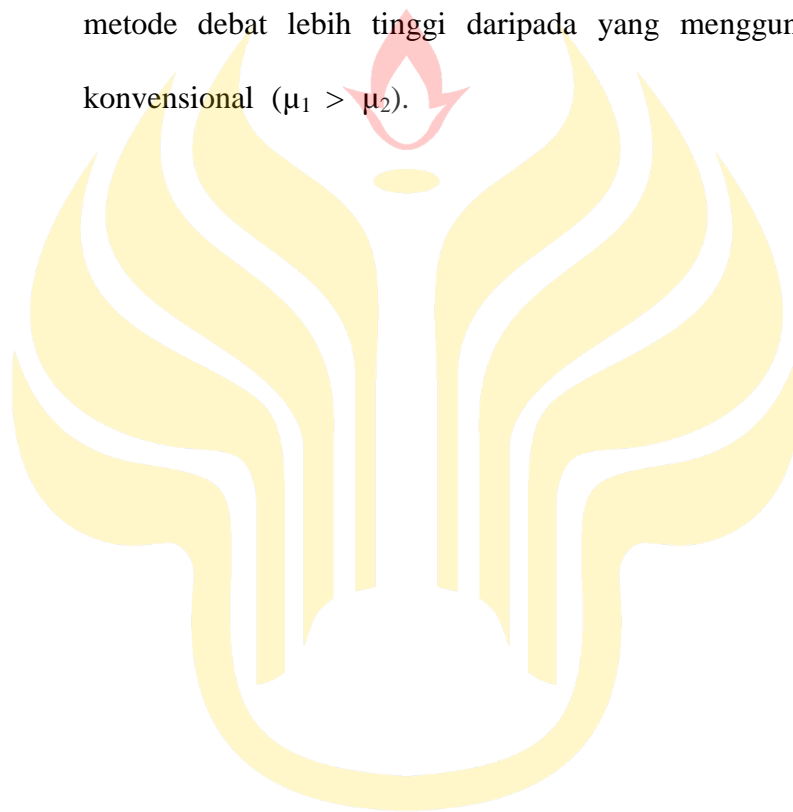 metode debat lebih tinggi daripada yang menggun
konvensional (μ₁ > μ₂).